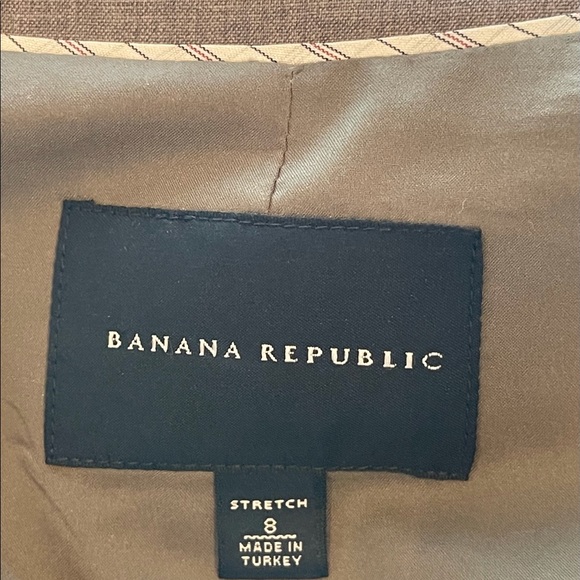 BANANA REPUBLIC
STRETCH
8
MADE IN
TURKEY